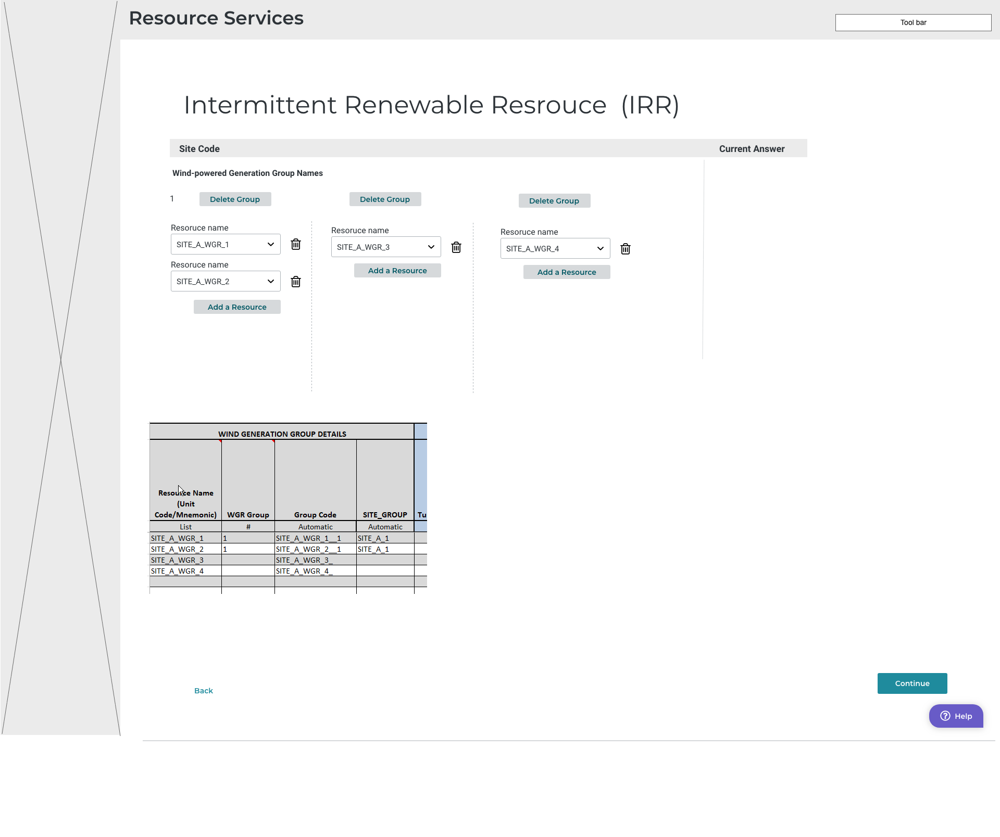 Resource Services
Tool bar
Intermittent Renewable Resrouce (IRR)
Site Code Current Answer
Wind-powered Generation Group Names
1 Delete Group Delete Group Delete Group
Resoruce name Resoruce name Resoruce name
SITE_A_WGR_1 SITE_A_WGR_3 SITE_A_WGR_4
Resoruce name
SITE_A_WGR_2
Add a Resource Add a Resource
Add a Resource
WIND GENERATION GROUP DETAILS
Resource Name
(Unit
Code/Mnemonic) WGR Group Group Code SITE_GROUP Tu
List # Automatic Automatic
SITE_A_WGR_1 1 SITE_A_WGR_1__1 SITE_A_1
SITE_A_WGR_2 1 SITE_A_WGR_2__1 SITE_A_1
SITE_A_WGR_3 SITE_A_WGR_3_
SITE_A_WGR_4 SITE_A_WGR_4_
Back
Continue
Help